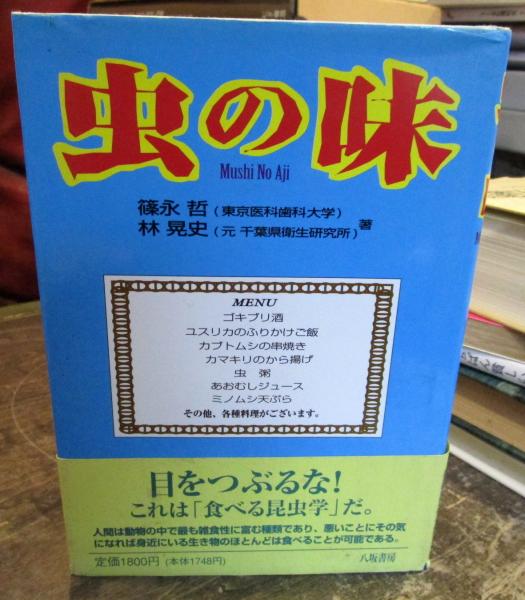 虫の味
Mushi No Aji
篠永 哲(東京医科歯科大学)
林 晃史(元 千葉県衛生研究所)著
MENU
ゴキブリ酒
ユスリカのふりかけご飯
カブトムシの串焼き
カマキリのから揚げ
虫 粥
あおむしジュース
ミノムシ天ぷら
その他、各種料理がございます。
目をつぶるな!
これは「食べる昆虫学」だ。
人間は動物の中で最も雑食性に富む種類であり、悪いことにその気
になれば身近にいる生き物のほとんどは食べることが可能である。
定価1800円(本体1748円) 八坂書房